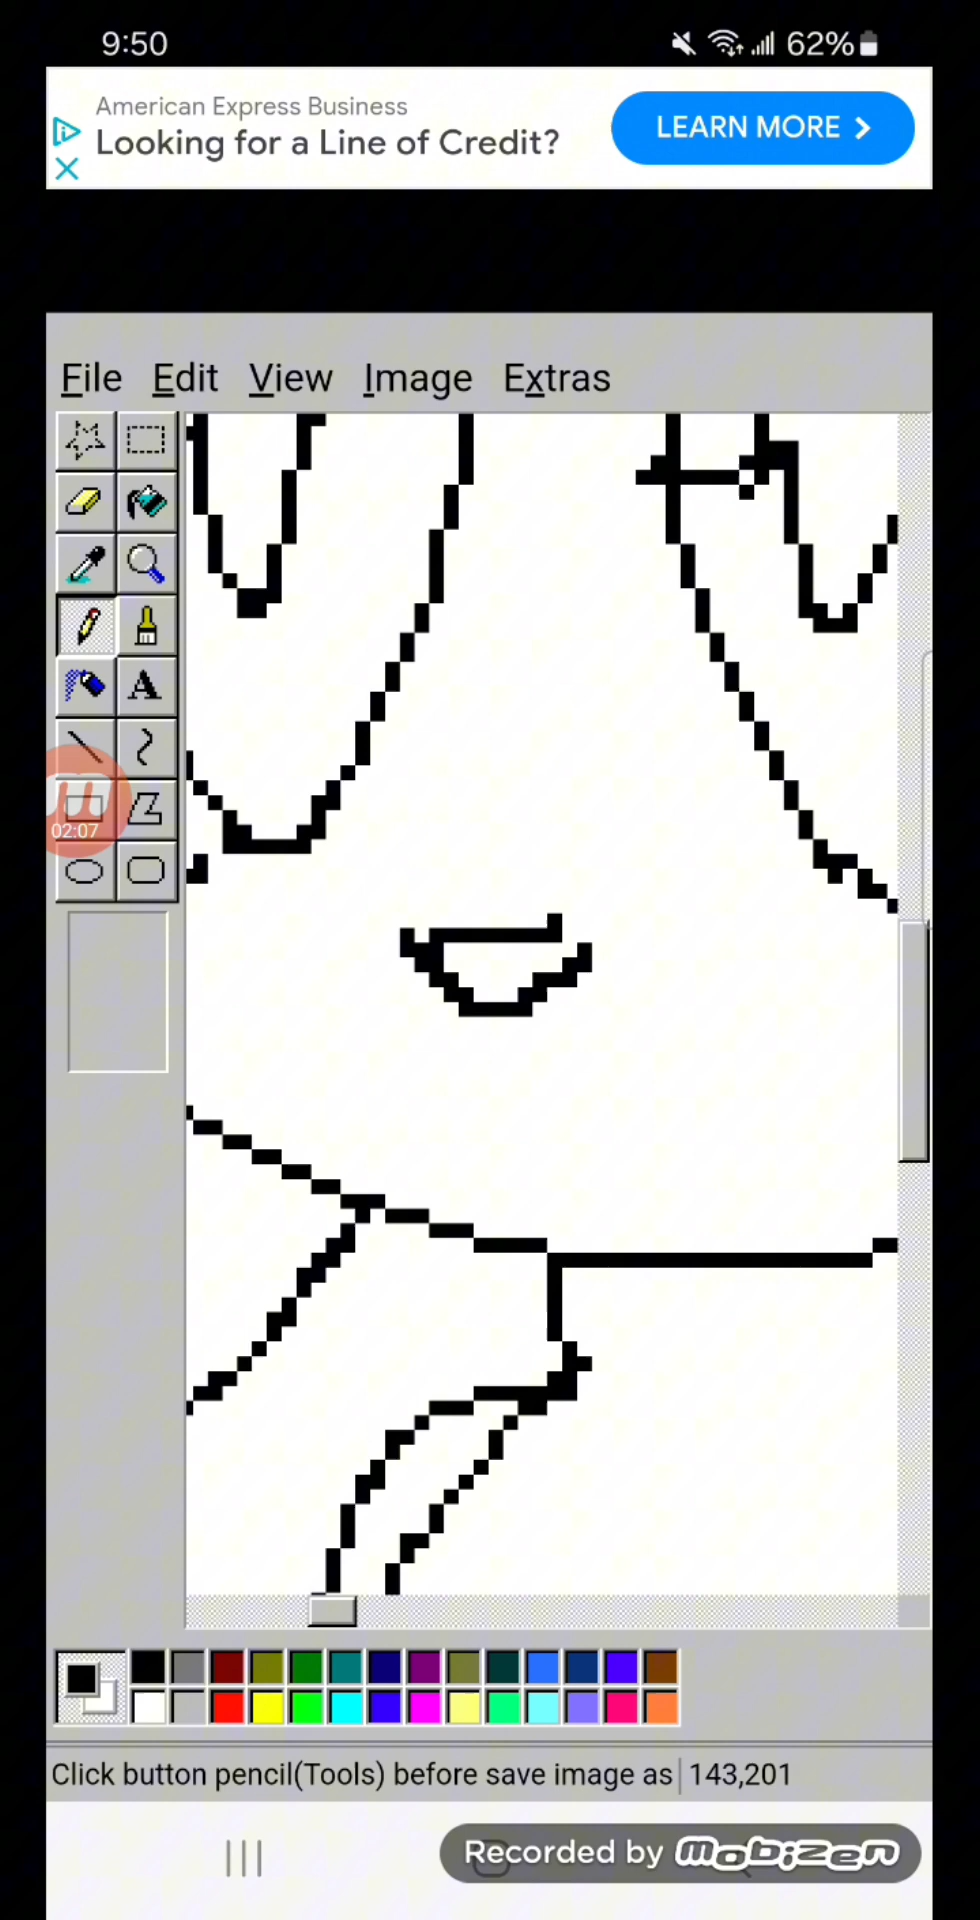 9:50
62%
American Express Business
Looking for a Line of Credit?
LEARN MORE
File Edit View Image Extras
A
02:07
Click button pencil(Tools) before save image as 143,201
Recorded by mobizen